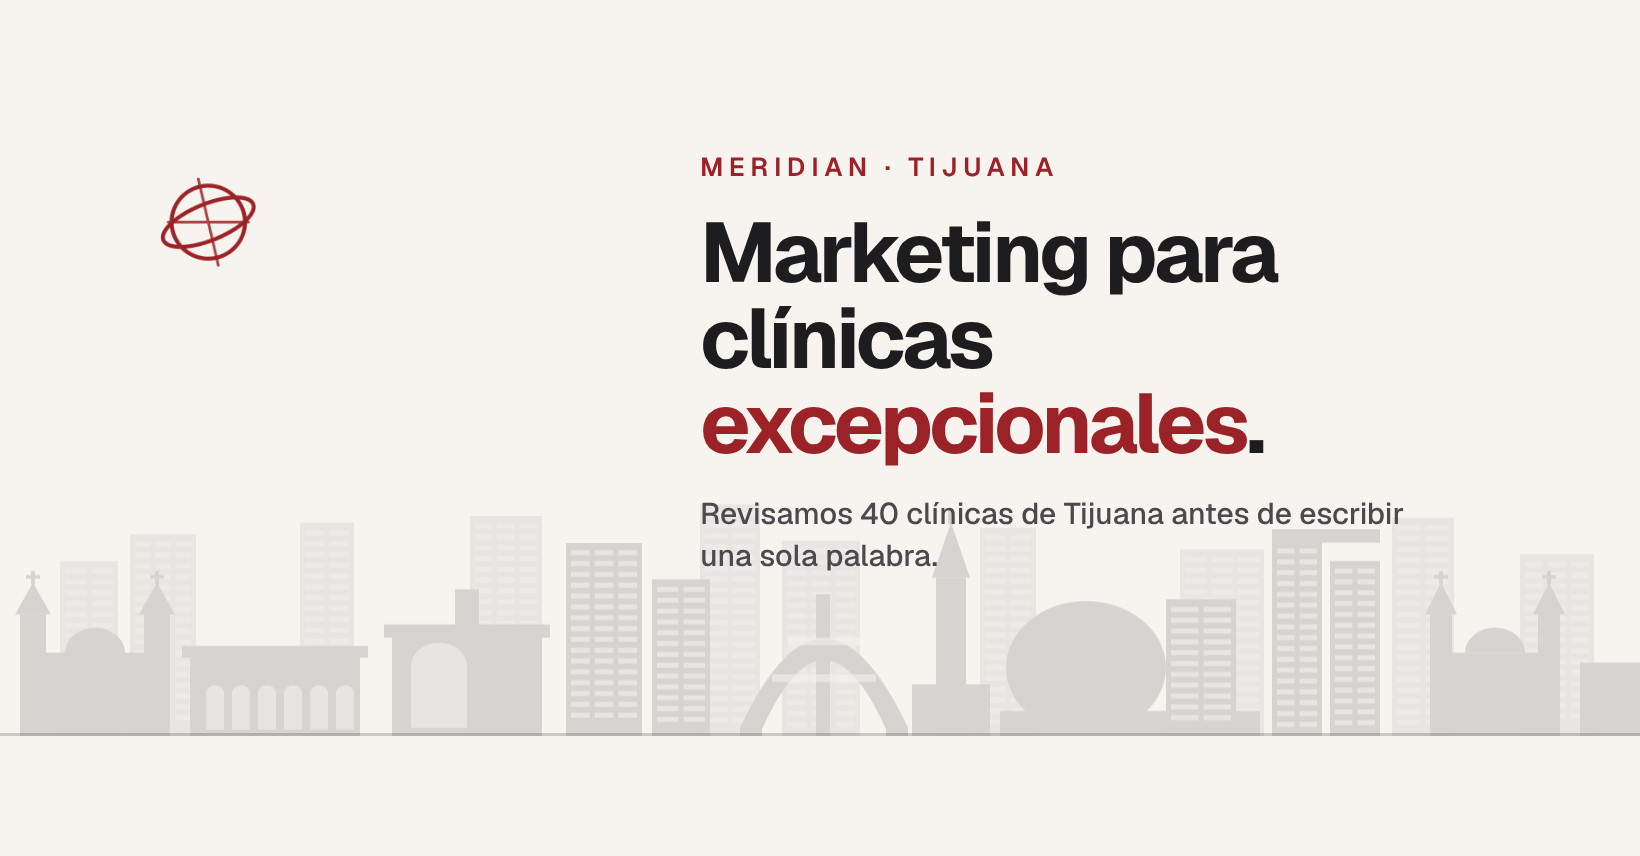 MERIDIAN · TIJUANA
Marketing para
clínicas
excepcionales.
Revisamos 40 clínicas de Tijuana antes de escribir
una sola palabra.